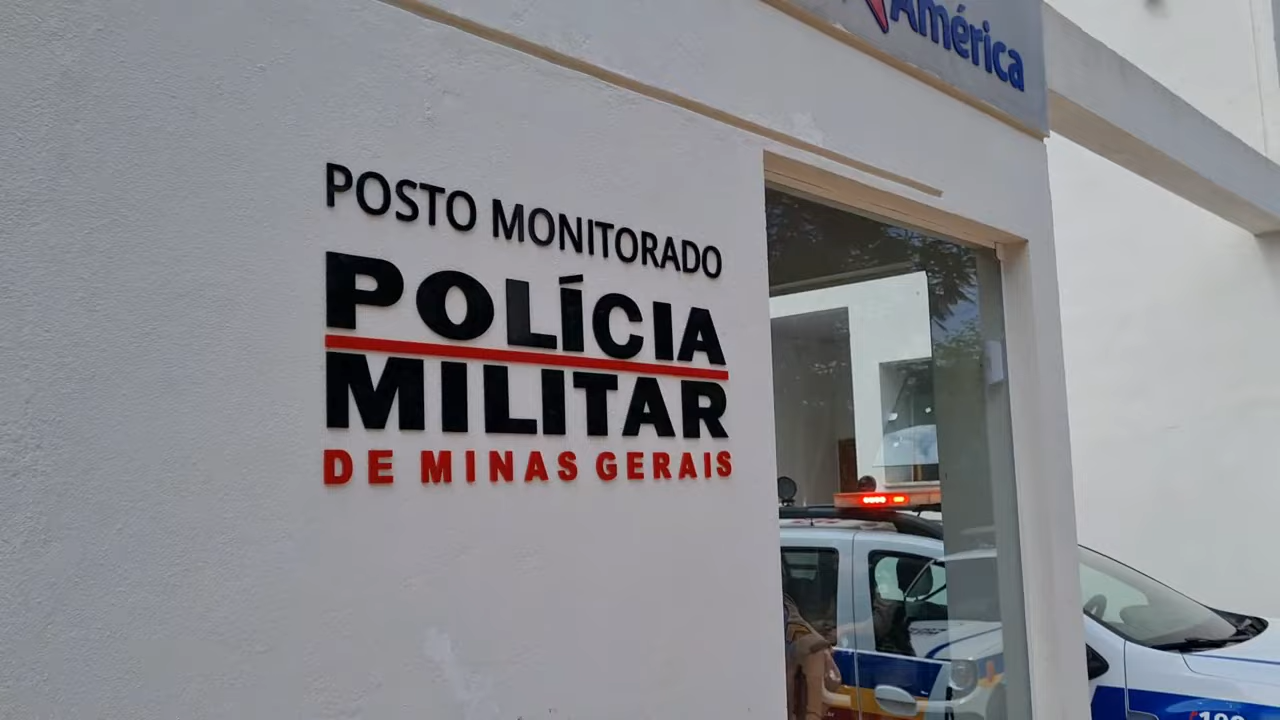 América
POSTO MONITORADO
POLÍCIA
MILITAR
DE MINAS GERAIS